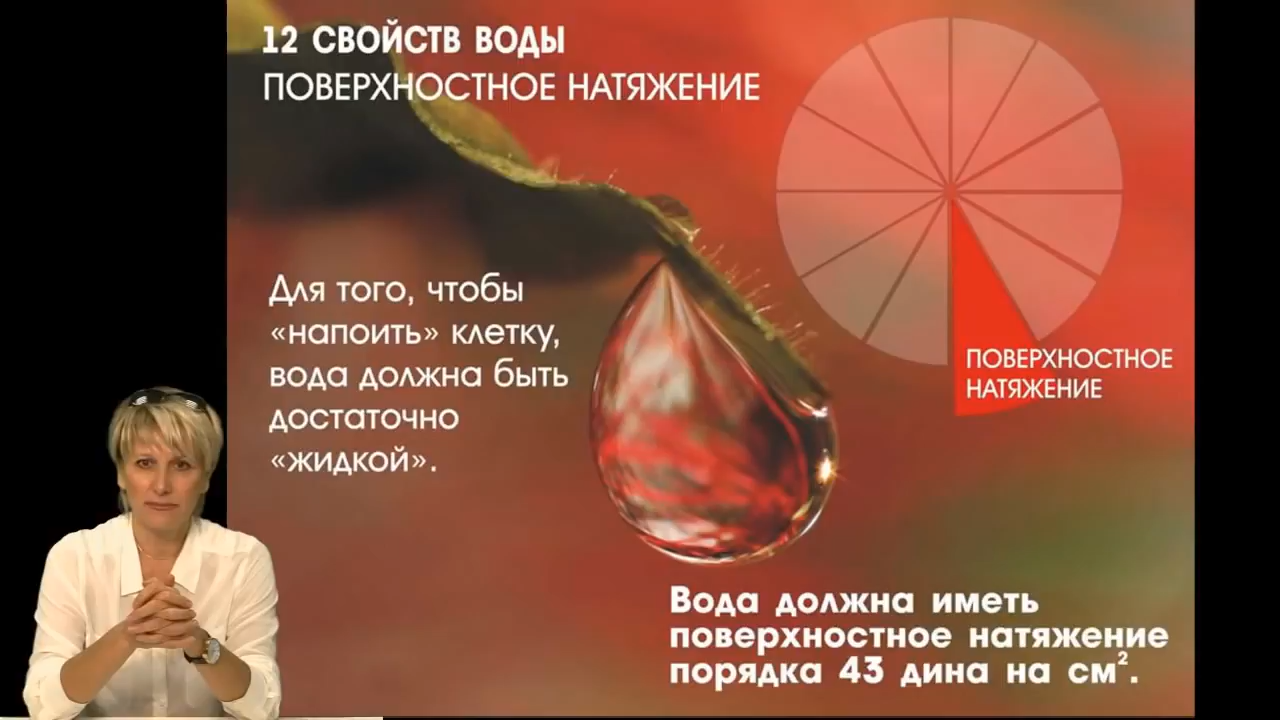 12 СВОЙСТВ ВОДЫ
ПОВЕРХНОСТНОЕ НАТЯЖЕНИЕ
Для того, чтобы
«напоить» клетку,
вода должна быть
достаточно
«жидкой».
ПОВЕРХНОСТНОЕ
НАТЯЖЕНИЕ
Вода должна иметь
поверхностное натяжение
порядка 43 дина на см².